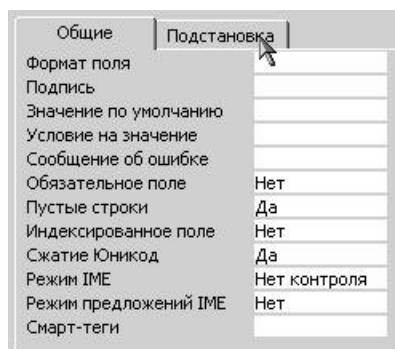 Общие Подстановка
Формат поля
Подпись
Значение по умолчанию
Условие на значение
Сообщение об ошибке
Обязательное поле Нет
Пустые строки Да
Индексированное поле Нет
Сжатие Юникод Да
Режим IME Нет контроля
Режим предложений IME Нет
Смарт-теги